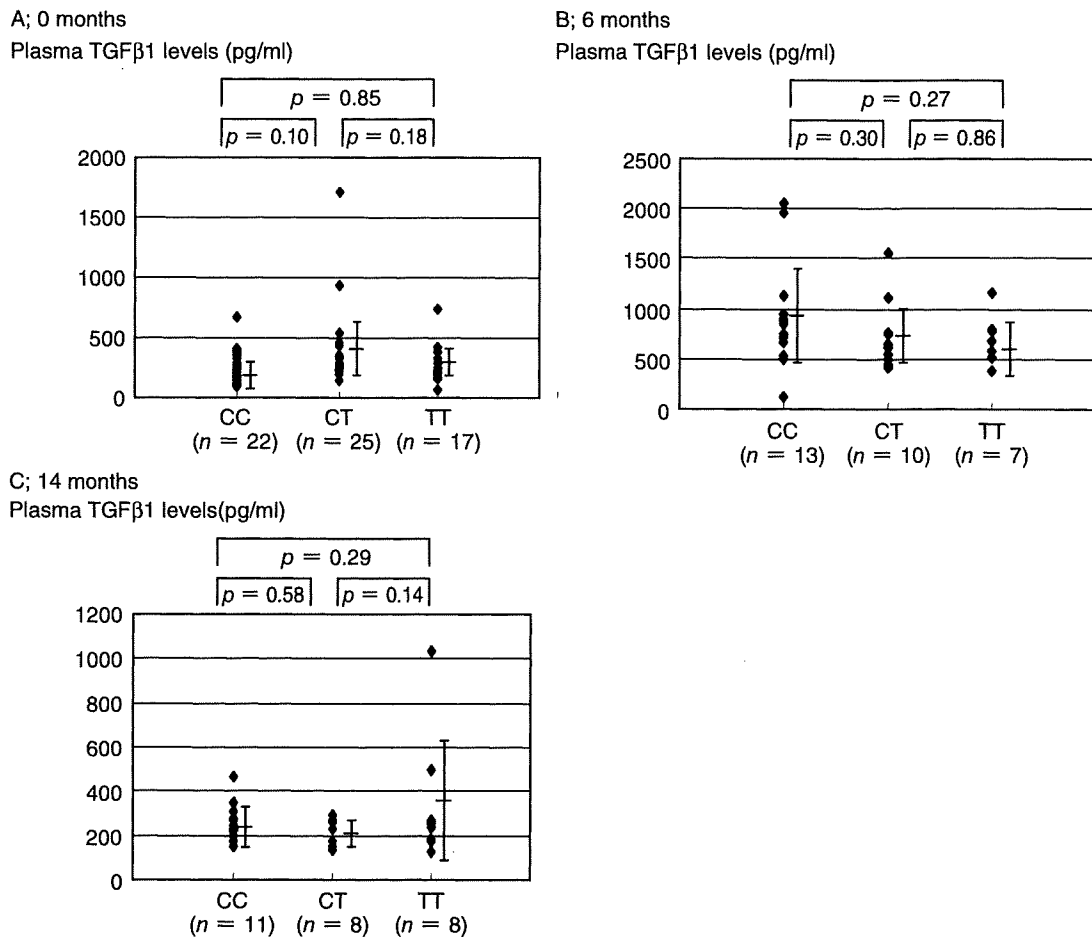 A; 0 months
Plasma TGFβ1 levels (pg/ml)
p = 0.85
p = 0.10
p = 0.18
2000
1500
1000
500
0
CC
CT
TT
(n = 22)
(n = 25)
(n = 17)
B; 6 months
Plasma TGFβ1 levels (pg/ml)
p = 0.27
p = 0.30
p = 0.86
2500
2000
1500
1000
500
0
CC
CT
TT
(n = 13)
(n = 10)
(n = 7)
C; 14 months
Plasma TGFβ1 levels(pg/ml)
p = 0.29
p = 0.58
p = 0.14
1200
1000
800
600
400
200
0
CC
CT
TT
(n = 11)
(n = 8)
(n = 8)